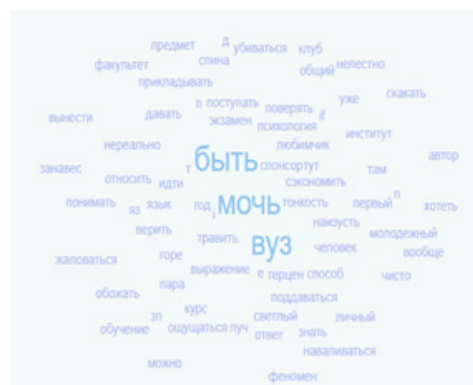 предмет д убиваться клуб
факультет спина общий нелестно
прикладывать
п поступать поверять if уже скакать
вынести давать экзамен психология
институт
нереально любимчик
занавес т быть спонсортут там автор
относить идти сэкономить
понимать яз язык год i мочь тонкость первый п хотеть
верить травить наизусть молодежный
вуз человек вообще
жаловаться горе
выражение е герцен способ чисто
обожать пара поддаваться
зп курс светлый личный
обучение ощущаться луч ответ знать
наваливаться
можно
феномен